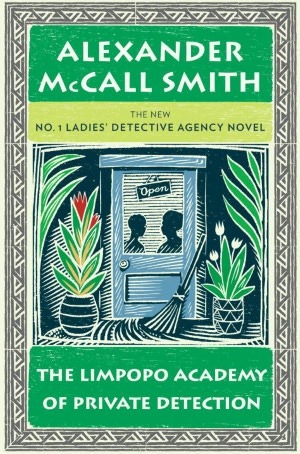 ALEXANDER
McCALL SMITH
THE NEW
NO. 1 LADIES' DETECTIVE AGENCY NOVEL
Open
THE LIMPOPO ACADEMY
OF PRIVATE DETECTION